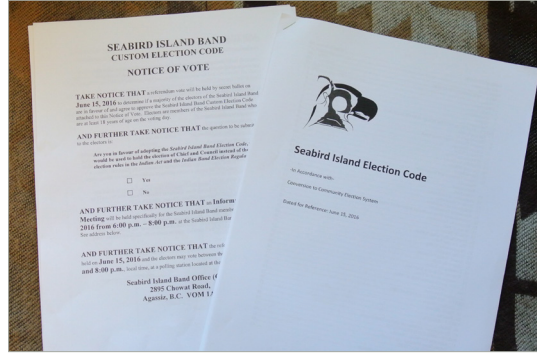 SEABIRD ISLAND BAND
CUSTOM ELECTION CODE
NOTICE OF VOTE
TAKE NOTICE THAT a referendum vote will be held by secret ballot on
June 15, 2016 to determine if a majority of the electors of the Seabird Island Band
are in favour of and agree to approve the Seabird Island Band Custom Election Code
attached to this Notice of Vote. Electors are members of the Seabird Island Band who
are at least 18 years of age on the voting day.
AND FURTHER TAKE NOTICE THAT the question to be
to the electors is:
Are you in favour of adopting the Seabird Island Election Code,
would be used to hold the election of Chief and Council instead of the
election rules in the Indian Act and the Indian Band Election
Yes
No
AND FURTHER TAKE NOTICE THAT an
Meeting will be held specifically for the Seabird Island Band
2016 from 6:00 p.m. – 8:00 p.m. at the Seabird Island
See address below.
AND FURTHER TAKE NOTICE THAT the
held on June 15, 2016 and the electors may vote between the
and 8:00 p.m. local time, at a polling station located at the
Seabird Island Band Office
2895 Chowat Road,
Agassiz, B.C. VOM
Seabird Island Election Code
In Accordance with:
Conversion to Community Election System
Dated for Reference: June 15, 2016